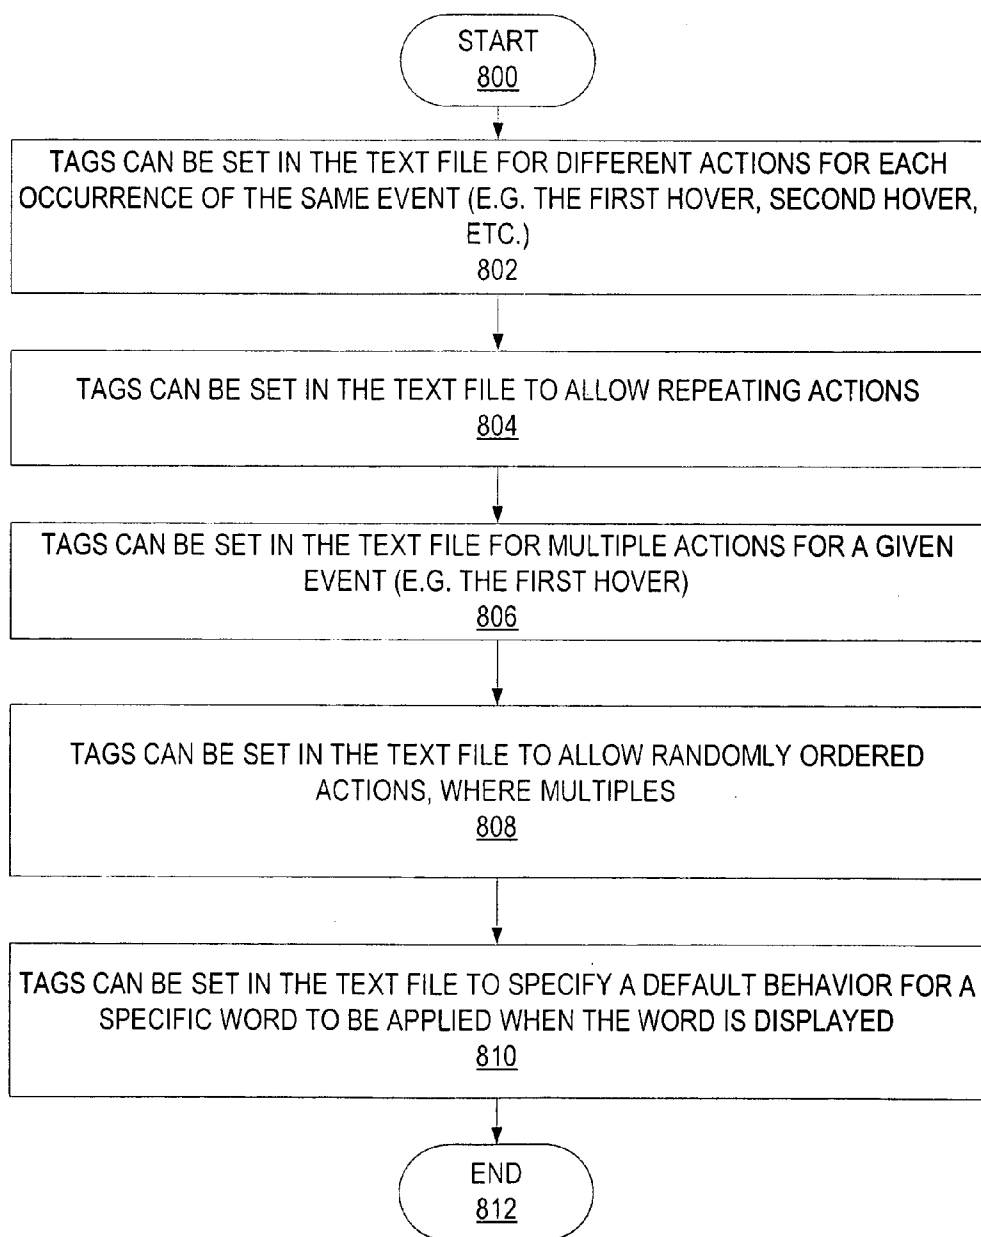 START
800
TAGS CAN BE SET IN THE TEXT FILE FOR DIFFERENT ACTIONS FOR EACH
OCCURRENCE OF THE SAME EVENT (E.G. THE FIRST HOVER, SECOND HOVER,
ETC.)
802
TAGS CAN BE SET IN THE TEXT FILE TO ALLOW REPEATING ACTIONS
804
TAGS CAN BE SET IN THE TEXT FILE FOR MULTIPLE ACTIONS FOR A GIVEN
EVENT (E.G. THE FIRST HOVER)
806
TAGS CAN BE SET IN THE TEXT FILE TO ALLOW RANDOMLY ORDERED
ACTIONS, WHERE MULTIPLES
808
TAGS CAN BE SET IN THE TEXT FILE TO SPECIFY A DEFAULT BEHAVIOR FOR A
SPECIFIC WORD TO BE APPLIED WHEN THE WORD IS DISPLAYED
810
END
812